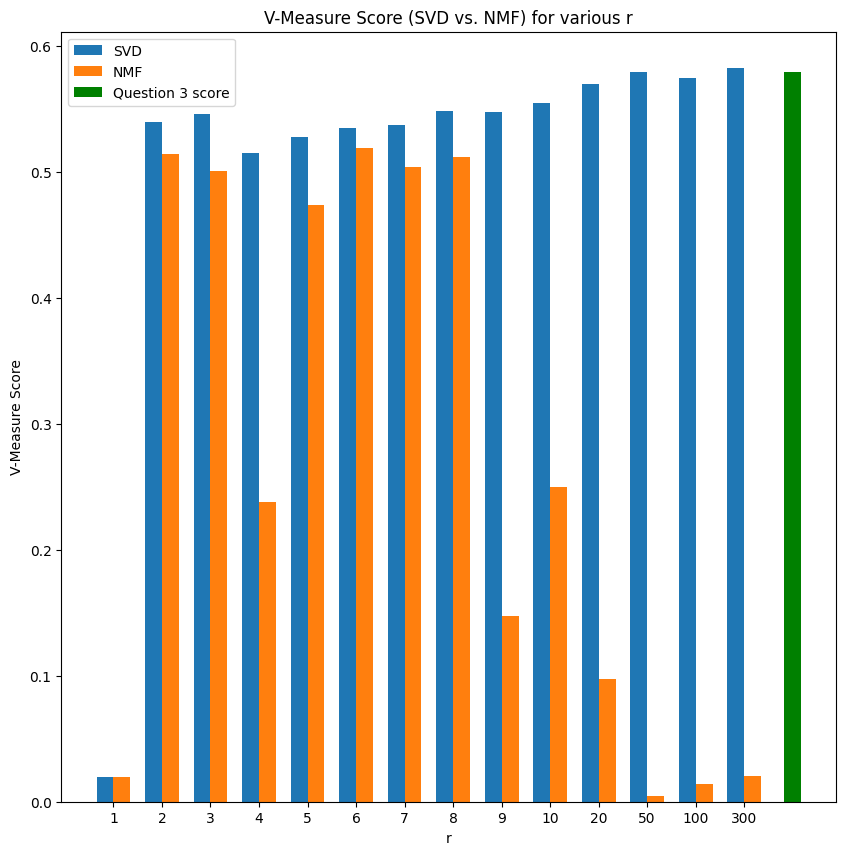 V-Measure Score (SVD vs. NMF) for various r
SVD
NMF
Question 3 score
V-Measure Score
0.6
0.5
0.4
0.3
0.2
0.1
0.0
1 2 3 4 5 6 7 8 9 10 20 50 100 300
r